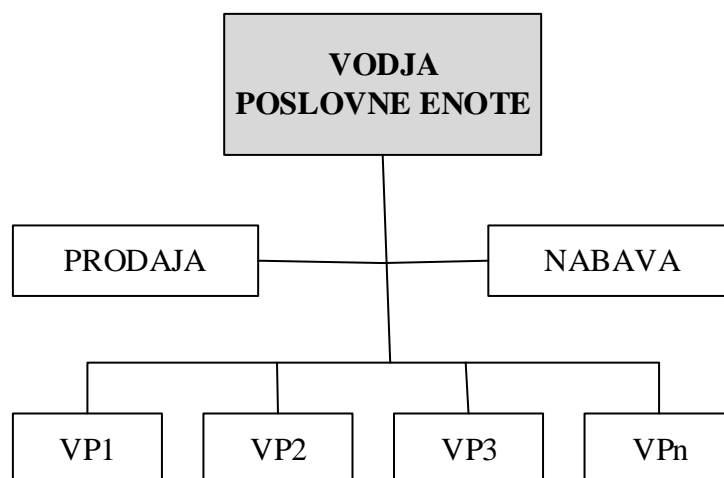 VODJA
POSLOVNE ENOTE
PRODAJA
NABAVA
VP1
VP2
VP3
VPn